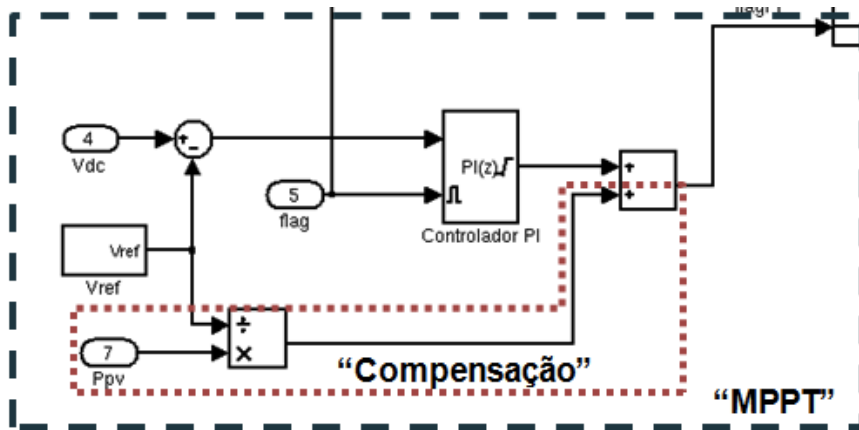 4
Vdc
+
-
5
flag
PI(z)
Controlador PI
+
+
Vref
Vref
÷
×
7
Ppv
“Compensação”
“MPPT”